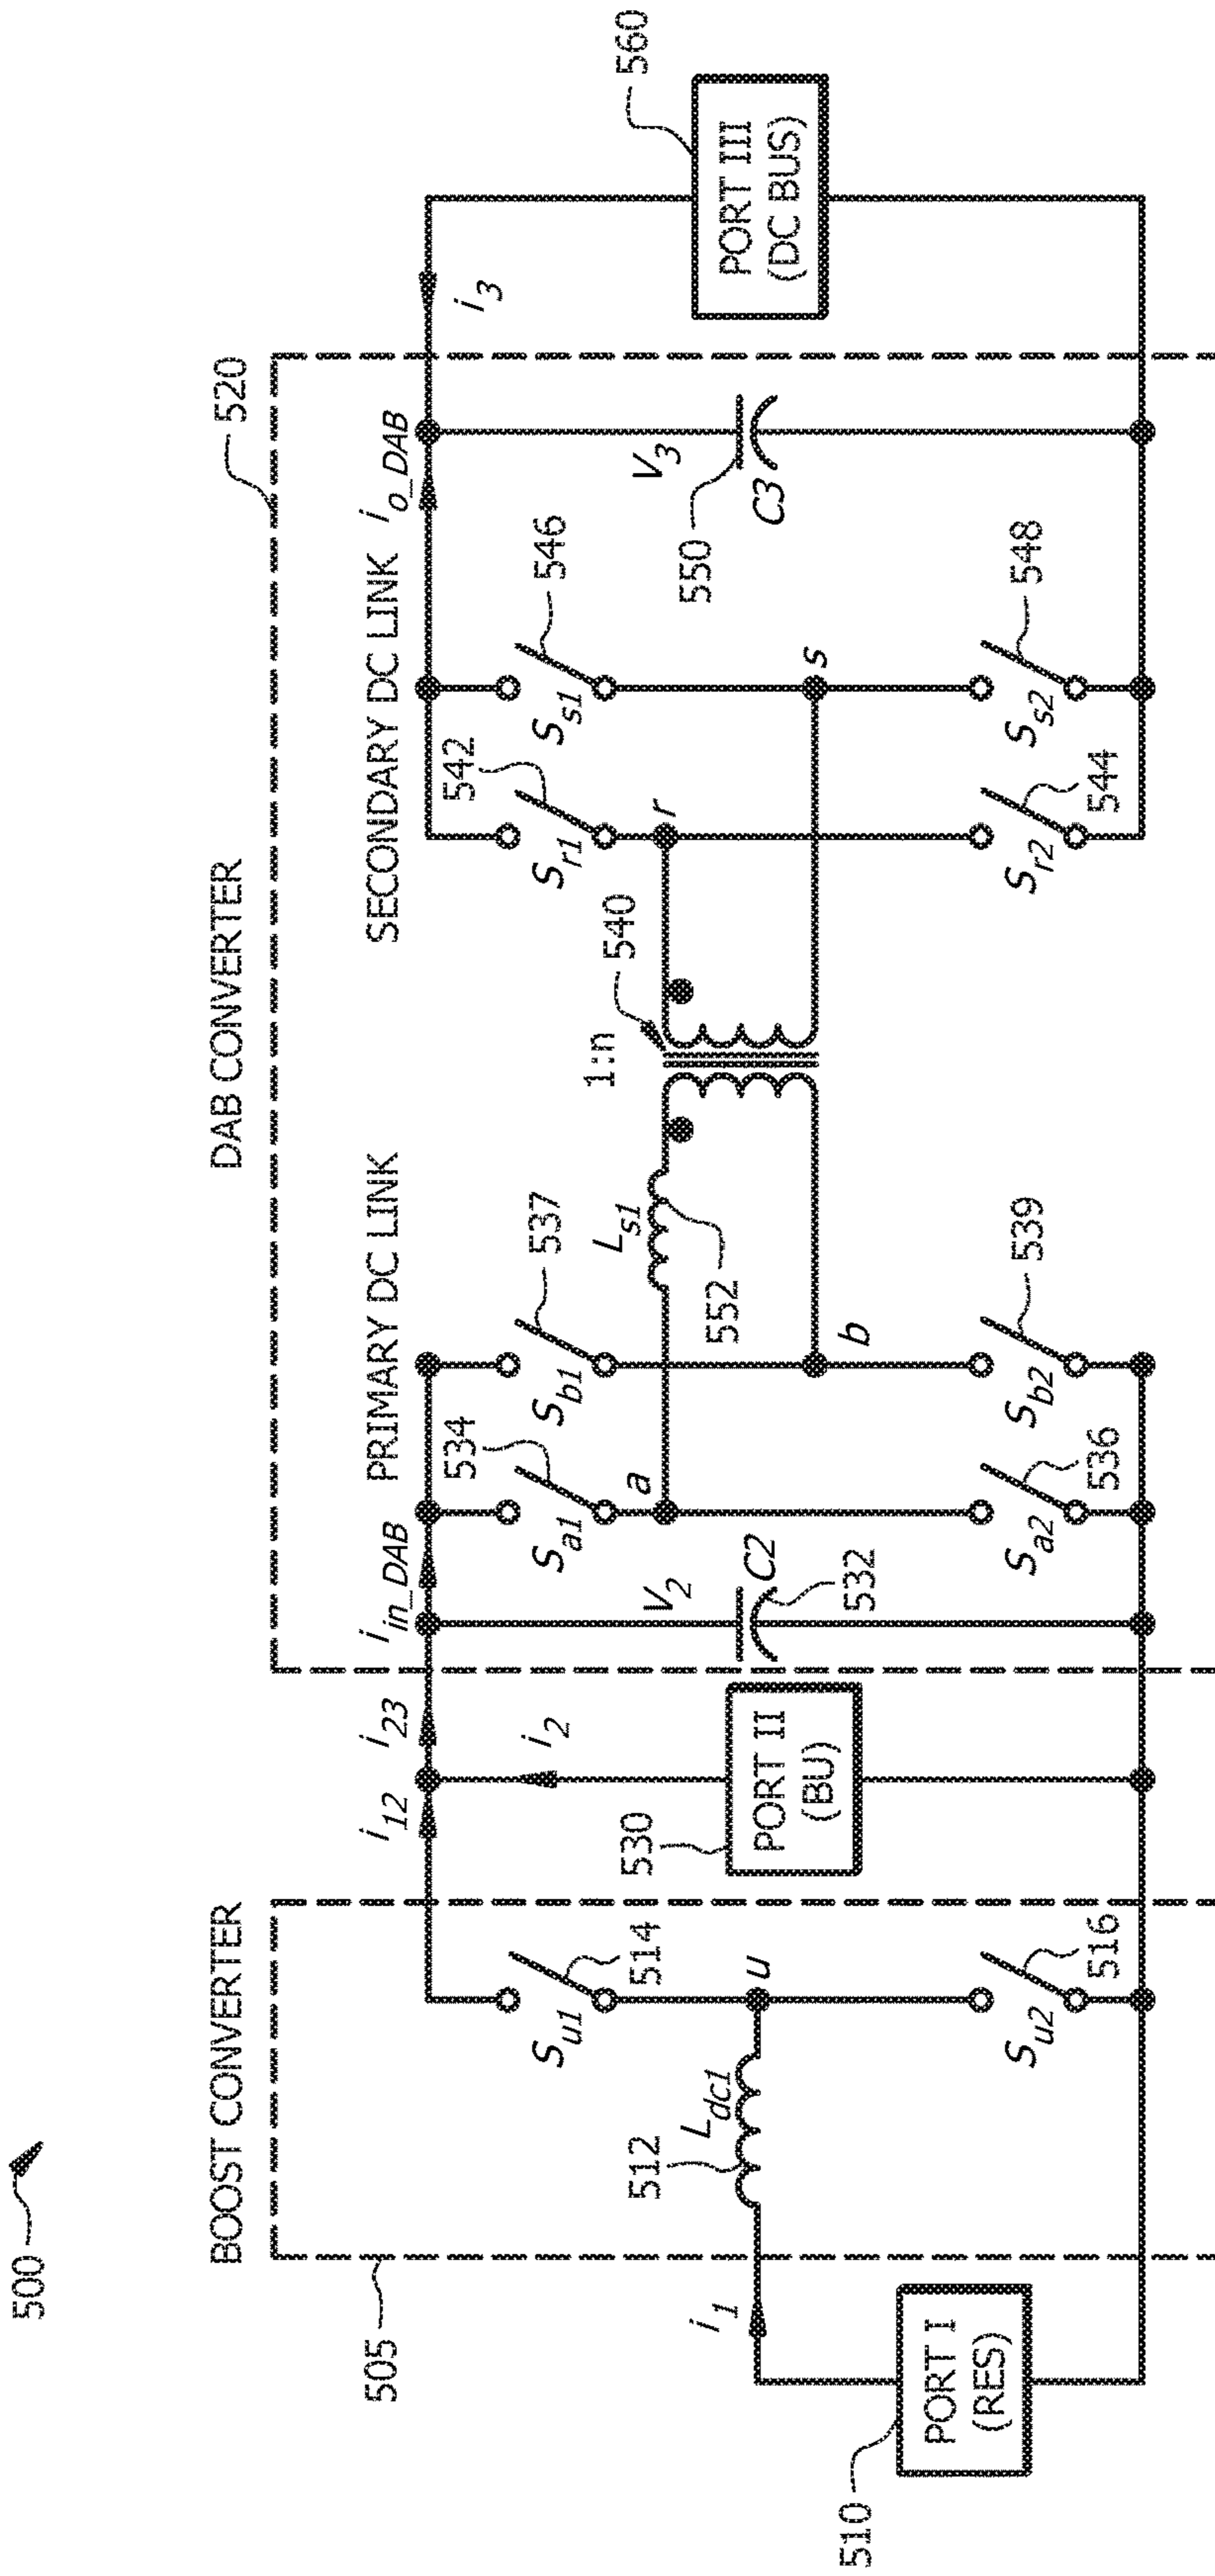 500
BOOST CONVERTER
505
DAB CONVERTER
520
PRIMARY DC LINK
SECONDARY DC LINK
i12
i23
iin_DAB
io_DAB
i3
i2
i1
510
PORT I
(RES)
512
Ldc1
u
Su1
514
Su2
516
530
PORT II
(BU)
V2
C2
532
Sa1
534
Sb1
537
a
b
Sa2
536
Sb2
539
Ls1
552
1:n
540
Sr1
542
Ss1
546
r
s
Sr2
544
Ss2
548
V3
550
C3
PORT III
(DC BUS)
560